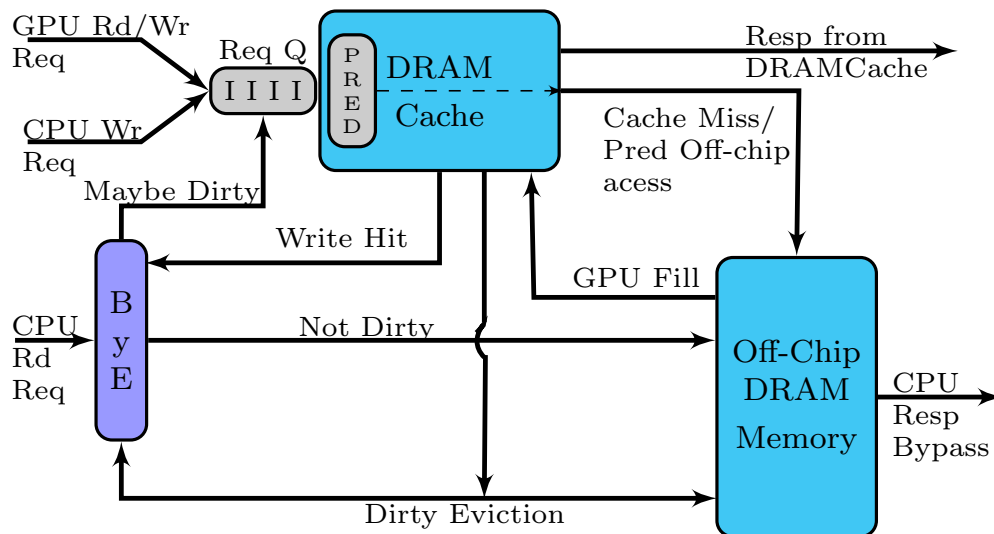 GPU Rd/Wr
Req
Req Q
I I I I
P
R
E
D
DRAM
Cache
Resp from
DRAMCache
CPU Wr
Req
Cache Miss/
Pred Off-chip
acess
Maybe Dirty
Write Hit
GPU Fill
B
y
E
CPU
Rd
Req
Not Dirty
Off-Chip
DRAM
Memory
CPU
Resp
Bypass
Dirty Eviction